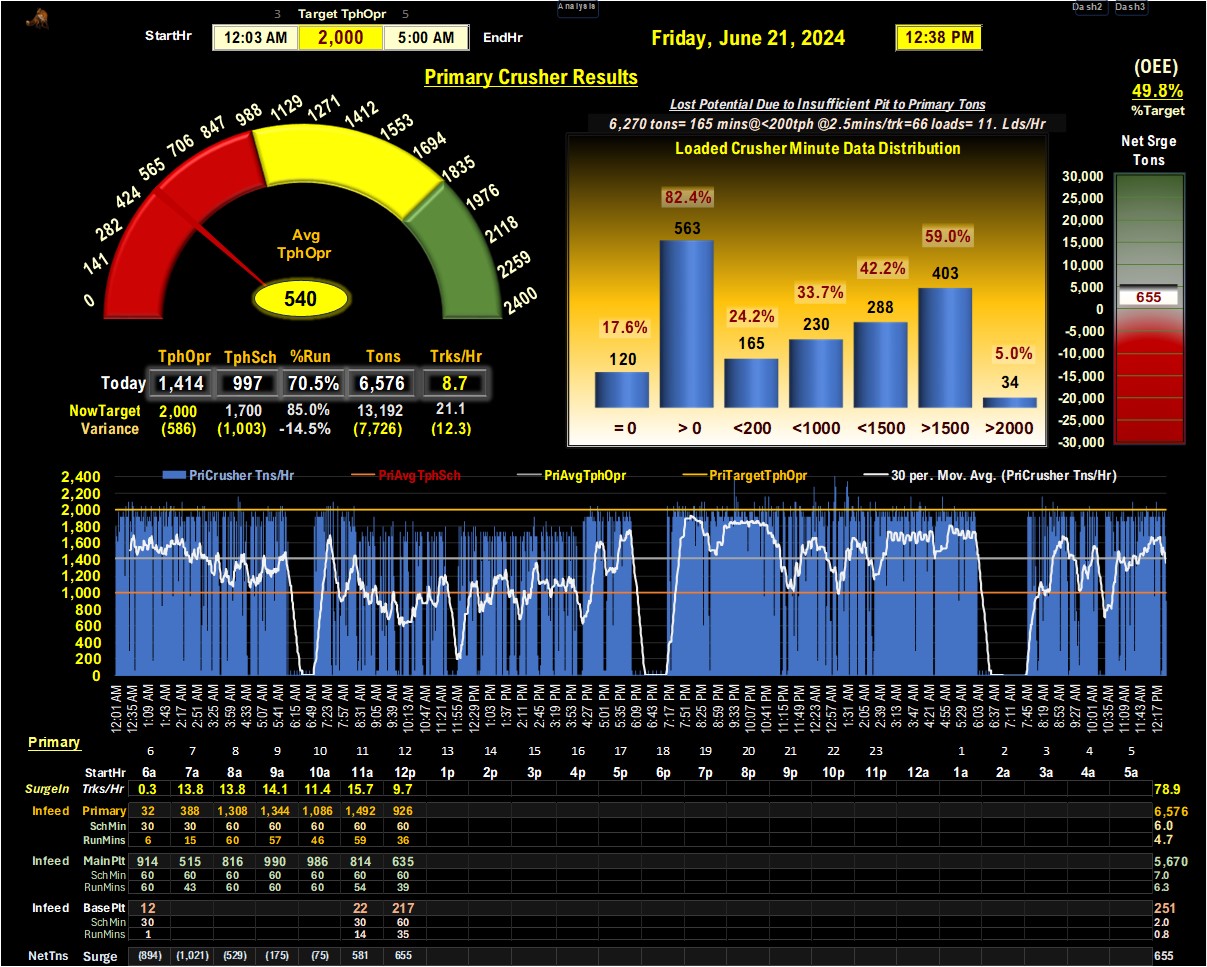 3 Target TphOpr 5
Analysis
Dash2 Dash3
StartHr 12:03 AM 2,000 5:00 AM EndHr
Friday, June 21, 2024 12:38 PM
(OEE)
49.8%
%Target
Primary Crusher Results
Lost Potential Due to Insufficient Pit to Primary Tons
6,270 tons= 165 mins@<200tph @2.5mins/trk=66 loads= 11. Lds/Hr
0 141 282 424 565 706 847 988 1129 1271 1412 1553 1694 1835 1976 2118 2259 2400
Avg
TphOpr
540
Loaded Crusher Minute Data Distribution
17.6% 82.4% 24.2% 33.7% 42.2% 59.0% 5.0%
120 563 165 230 288 403 34
=0 >0 <200 <1000 <1500 >1500 >2000
Net Srge
Tons
30,000
25,000
20,000
15,000
10,000
5,000
655
0
-5,000
-10,000
-15,000
-20,000
-25,000
-30,000
TphOpr TphSch %Run Tons Trks/Hr
Today 1,414 997 70.5% 6,576 8.7
NowTarget 2,000 1,700 85.0% 13,192 21.1
Variance (586) (1,003) -14.5% (7,726) (12.3)
PriCrusher Tns/Hr PriAvgTphSch PriAvgTphOpr PriTargetTphOpr 30 per. Mov. Avg. (PriCrusher Tns/Hr)
2,400
2,200
2,000
1,800
1,600
1,400
1,200
1,000
800
600
400
200
0
12:01 AM 12:35 AM 1:09 AM 1:43 AM 2:17 AM 2:51 AM 3:25 AM 3:59 AM 4:33 AM 5:07 AM 5:41 AM 6:15 AM 6:49 AM 7:23 AM 7:57 AM 8:31 AM 9:05 AM 9:39 AM 10:13 AM 10:47 AM 11:21 AM 11:55 AM 12:29 PM 1:03 PM 1:37 PM 2:11 PM 2:45 PM 3:19 PM 3:53 PM 4:27 PM 5:01 PM 5:35 PM 6:09 PM 6:43 PM 7:17 PM 7:51 PM 8:25 PM 8:59 PM 9:33 PM 10:07 PM 10:41 PM 11:15 PM 11:49 PM 12:23 AM 12:57 AM 1:31 AM 2:05 AM 2:39 AM 3:13 AM 3:47 AM 4:21 AM 4:55 AM 5:29 AM 6:03 AM 6:37 AM 7:11 AM 7:45 AM 8:19 AM 8:53 AM 9:27 AM 10:01 AM 10:35 AM 11:09 AM 11:43 AM 12:17 PM
Primary
6 7 8 9 10 11 12 13 14 15 16 17 18 19 20 21 22 23 1 2 3 4 5
StartHr 6a 7a 8a 9a 10a 11a 12p 1p 2p 3p 4p 5p 6p 7p 8p 9p 10p 11p 12a 1a 2a 3a 4a 5a
SurgeIn Trks/Hr 0.3 13.8 13.8 14.1 11.4 15.7 9.7 78.9
Infeed Primary 32 388 1,308 1,344 1,086 1,492 926 6,576
SchMin 30 30 60 60 60 60 60 6.0
RunMins 6 15 60 57 46 59 36 4.7
Infeed MainPlt 914 515 816 990 986 814 635 5,670
SchMin 60 60 60 60 60 60 60 7.0
RunMins 60 43 60 60 60 54 39 6.3
Infeed BasePlt 12 22 217 251
SchMin 30 30 60 2.0
RunMins 1 14 35 0.8
NetTns Surge (894) (1,021) (529) (175) (75) 581 655 655